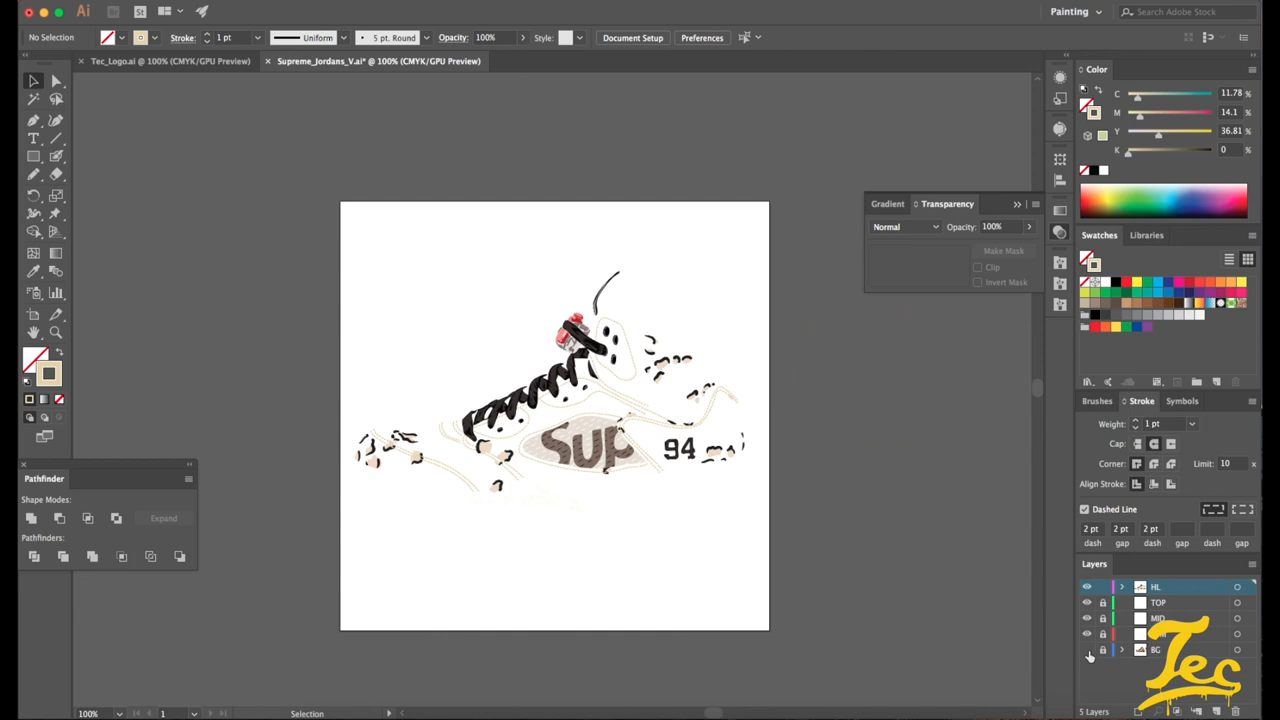 Ai Br St Painting Search Adobe Stock
No Selection Stroke: 1 pt Uniform 5 pt. Round Opacity: 100% Style: Document Setup Preferences
× Tec_Logo.ai @ 100% (CMYK/GPU Preview) × Supreme_Jordans_V.ai* @ 100% (CMYK/GPU Preview)
Color
C 11.78 %
M 14.1 %
Y 36.81 %
K 0 %
Gradient Transparency
Normal Opacity: 100%
Make Mask
Clip
Invert Mask
Swatches Libraries
Sup 94
Brushes Stroke Symbols
Weight: 1 pt
Cap:
Corner: Limit: 10 x
Align Stroke:
Dashed Line
2 pt 2 pt 2 pt
dash gap dash gap dash gap
Pathfinder
Shape Modes:
Expand
Pathfinders:
Layers
HL
TOP
MID
BG
Tec
5 Layers
100% 1 Selection